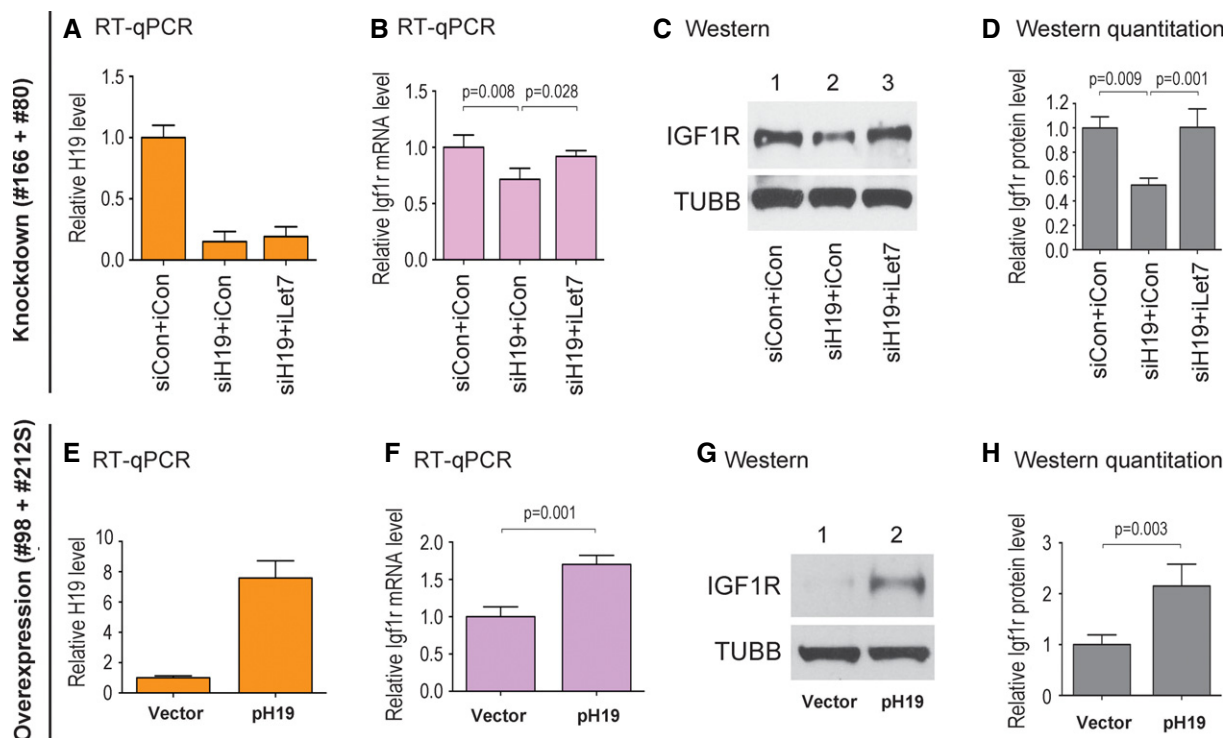 Knockdown (#166 + #80)
A RT-qPCR
Relative H19 level
1.5
1.0
0.5
0.0
siCon+iCon
siH19+iCon
siH19+iLet7
B RT-qPCR
Relative Igf1r mRNA level
1.5
1.0
0.5
0.0
p=0.008
p=0.028
siCon+iCon
siH19+iCon
siH19+iLet7
C Western
1 2 3
IGF1R
TUBB
siCon+iCon
siH19+iCon
siH19+iLet7
D Western quantitation
Relative Igf1r protein level
p=0.009
p=0.001
1.2
1.0
0.8
0.6
0.4
0.2
0.0
siCon+iCon
siH19+iCon
siH19+iLet7
Overexpression (#98 + #212S)
E RT-qPCR
Relative H19 level
10
8
6
4
2
0
Vector pH19
F RT-qPCR
Relative Igf1r mRNA level
p=0.001
2.0
1.5
1.0
0.5
0.0
Vector pH19
G Western
1 2
IGF1R
TUBB
Vector pH19
H Western quantitation
Relative Igf1r protein level
p=0.003
3
2
1
0
Vector pH19